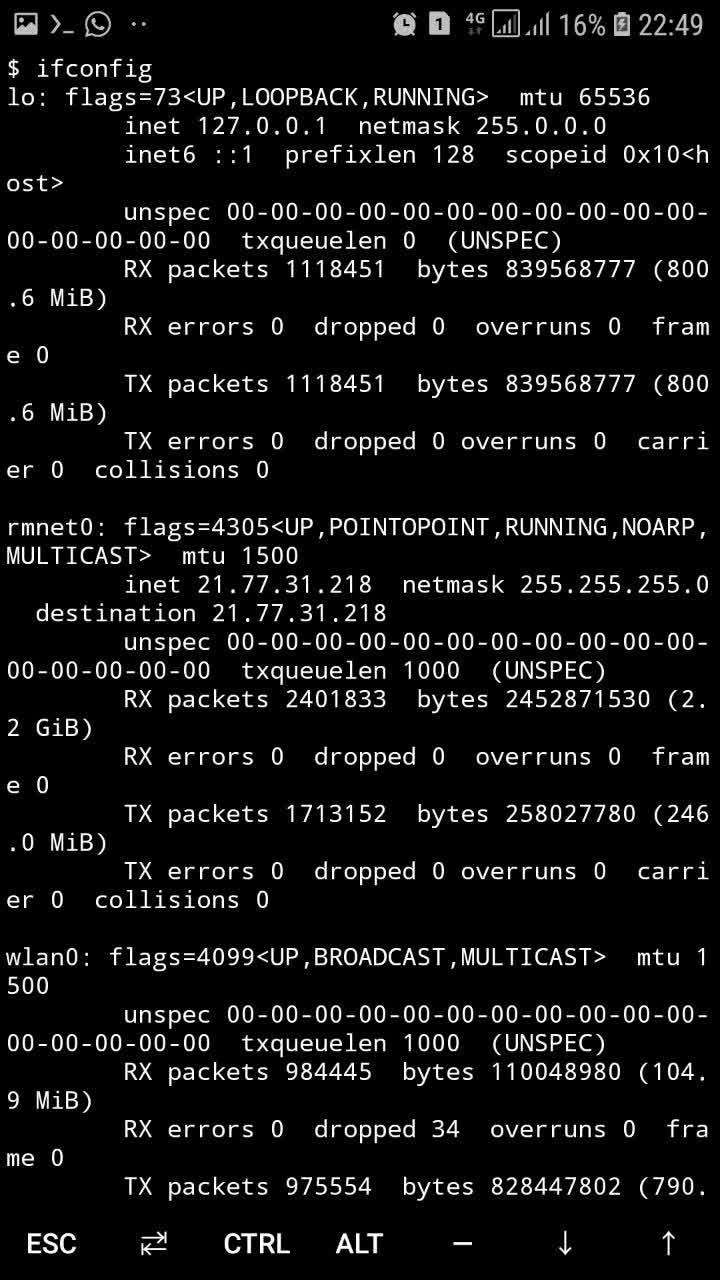 1 4G 16% 22:49
$ ifconfig
lo: flags=73<UP,LOOPBACK,RUNNING>  mtu 65536
        inet 127.0.0.1  netmask 255.0.0.0
        inet6 ::1  prefixlen 128  scopeid 0x10<h
ost>
        unspec 00-00-00-00-00-00-00-00-00-00-00-
00-00-00-00-00  txqueuelen 0  (UNSPEC)
        RX packets 1118451  bytes 839568777 (800
.6 MiB)
        RX errors 0  dropped 0  overruns 0  fram
e 0
        TX packets 1118451  bytes 839568777 (800
.6 MiB)
        TX errors 0  dropped 0 overruns 0  carri
er 0  collisions 0

rmnet0: flags=4305<UP,POINTOPOINT,RUNNING,NOARP,
MULTICAST>  mtu 1500
        inet 21.77.31.218  netmask 255.255.255.0
  destination 21.77.31.218
        unspec 00-00-00-00-00-00-00-00-00-00-00-
00-00-00-00-00  txqueuelen 1000  (UNSPEC)
        RX packets 2401833  bytes 2452871530 (2.
2 GiB)
        RX errors 0  dropped 0  overruns 0  fram
e 0
        TX packets 1713152  bytes 258027780 (246
.0 MiB)
        TX errors 0  dropped 0 overruns 0  carri
er 0  collisions 0

wlan0: flags=4099<UP,BROADCAST,MULTICAST>  mtu 1
500
        unspec 00-00-00-00-00-00-00-00-00-00-00-
00-00-00-00-00  txqueuelen 1000  (UNSPEC)
        RX packets 984445  bytes 110048980 (104.
9 MiB)
        RX errors 0  dropped 34  overruns 0  fra
me 0
        TX packets 975554  bytes 828447802 (790.
ESC ⇄ CTRL ALT — ↓ ↑